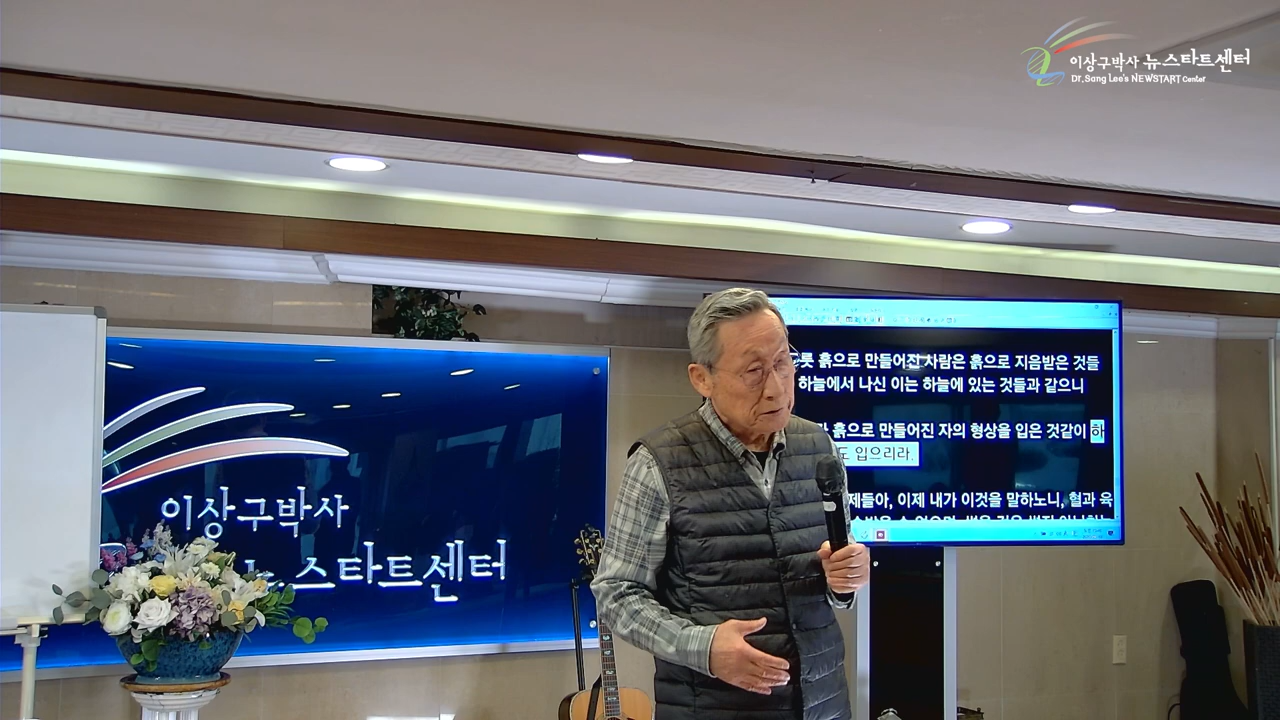 이상구박사 뉴스타트센터
Dr. Sang Lee's NEWSTART Center
흙으로 만들어진 사람은 흙으로 지음받은 것들
하늘에서 나신 이는 하늘에 있는 것들과 같으니
흙으로 만들어진 자의 형상을 입은 것같이 하
도 입으리라.
이제 내가 이것을 말하노니, 혈과 육
이상구박사
뉴스타트센터